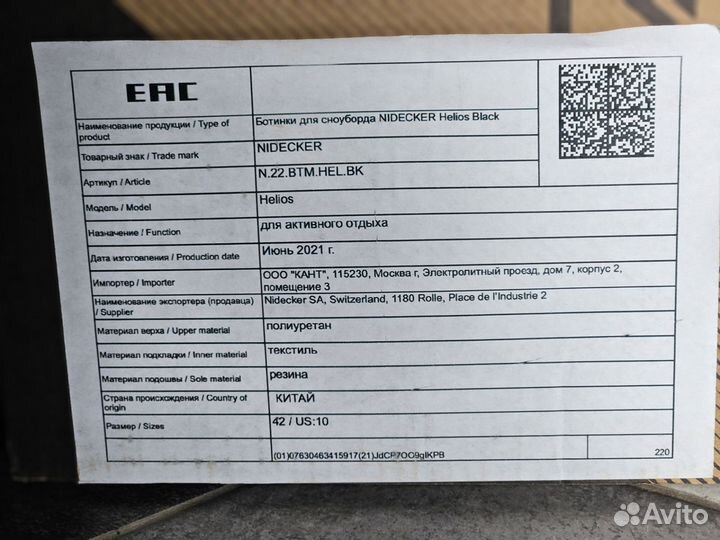 EAC
Наименование продукции / Type of product
Ботинки для сноуборда NIDECKER Helios Black
Товарный знак / Trade mark
NIDECKER
Артикул / Article
N.22.BTM.HEL.BK
Модель / Model
Helios
Назначение / Function
для активного отдыха
Дата изготовления / Production date
Июнь 2021 г.
Импортер / Importer
ООО "КАНТ", 115230, Москва г, Электролитный проезд, дом 7, корпус 2,
помещение 3
Наименование экспортера (продавца)
/ Supplier
Nidecker SA, Switzerland, 1180 Rolle, Place de l'Industrie 2
Материал верха / Upper material
полиуретан
Материал подкладки / Inner material
текстиль
Материал подошвы / Sole material
резина
Страна происхождения / Country of
origin
КИТАЙ
Размер / Sizes
42 / US:10
(01)07630463415917(21)JdCP7OO9gIKPB
220
Avito